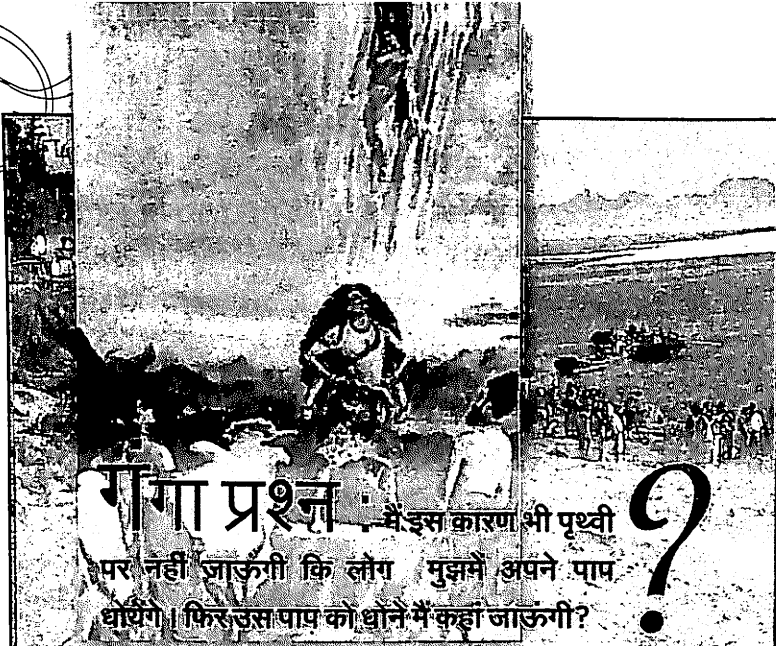 गंगा प्रश्न : मैं इस कारण भी पृथ्वी
पर नहीं जाऊंगी कि लोग मुझमें अपने पाप
धोयेंगे। फिर उस पाप को धोने मैं कहां जाऊंगी?
?